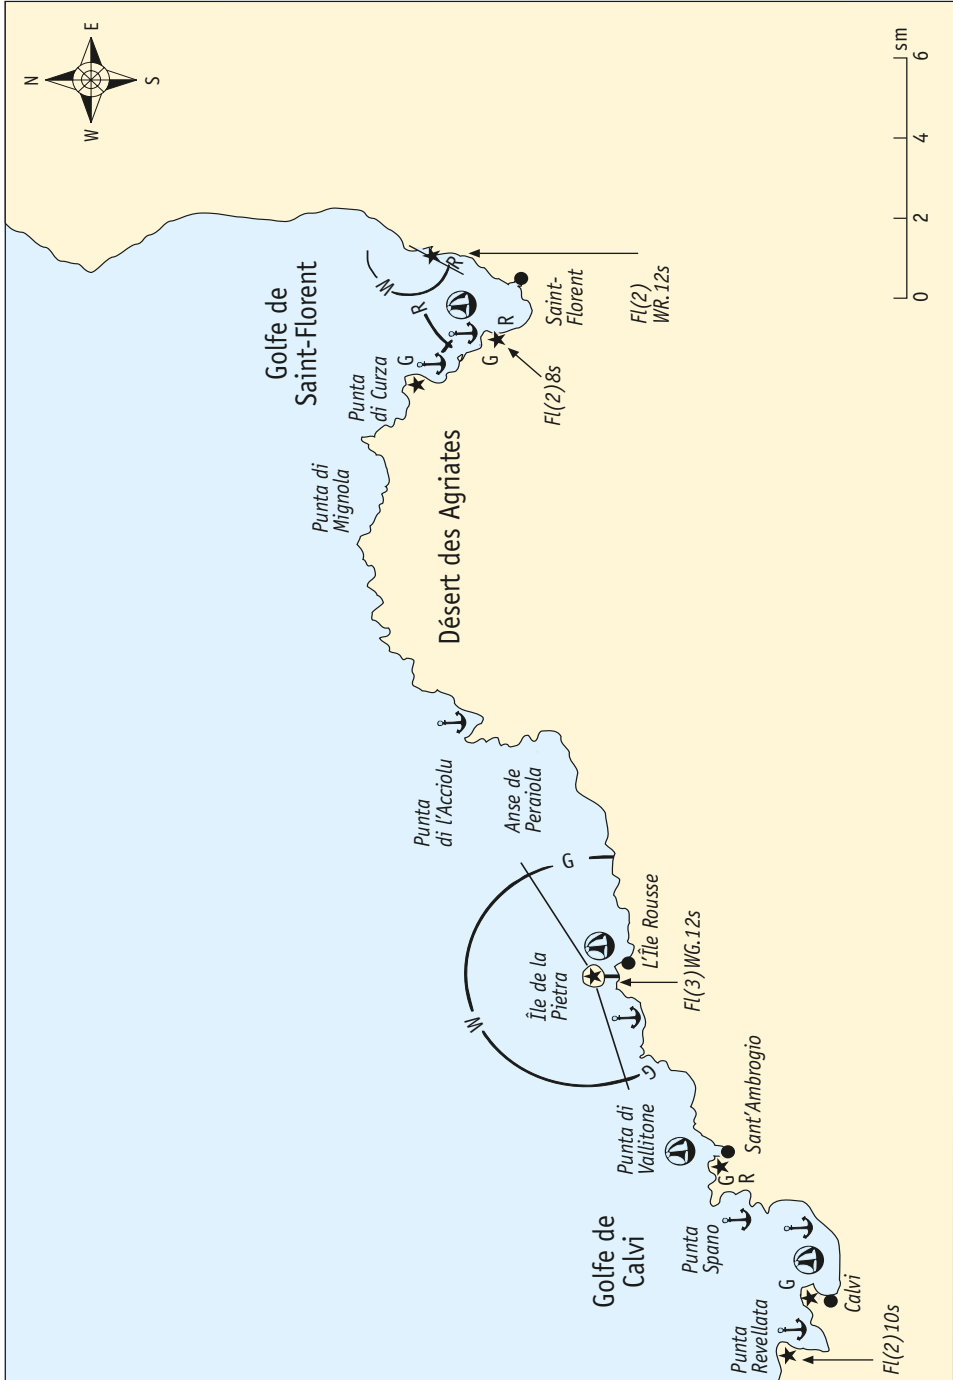 N
E
S
W
Golfe de
Saint-Florent
Punta
di Curza
Punta di
Mignola
Désert des Agriates
W
R
R
G
G
R
Saint-
Florent
Fl(2)
WR.12s
Fl(2)8s
Punta
di l'Acciolu
Anse de
Peraiola
G
W
G
Île de la
Pietra
L'Île Rousse
Fl(3)WG.12s
Punta di
Vallitone
Sant'Ambrogio
G
R
Golfe de
Calvi
Punta
Spano
G
Calvi
Punta
Revellata
Fl(2)10s
0
2
4
6
sm